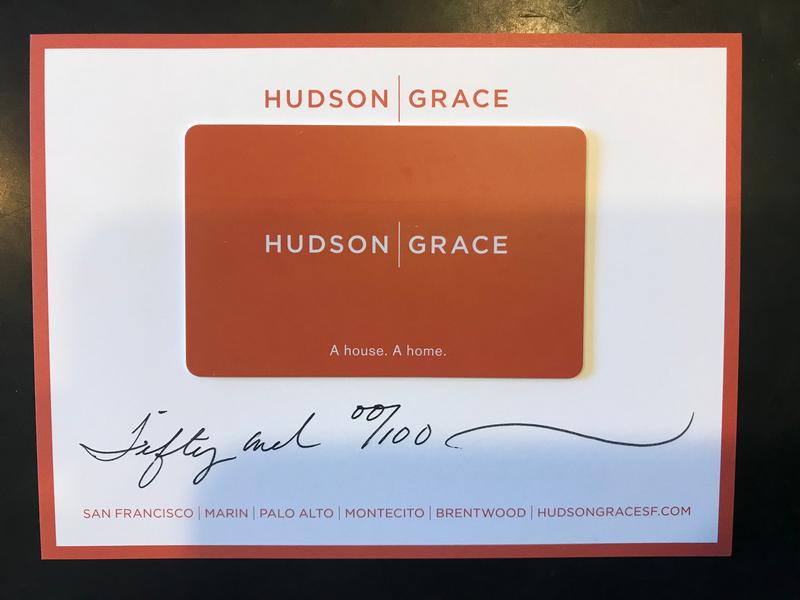 HUDSON | GRACE
HUDSON | GRACE
A house. A home.
Fifty and 00/100
SAN FRANCISCO | MARIN | PALO ALTO | MONTECITO | BRENTWOOD | HUDSONGRACESF.COM